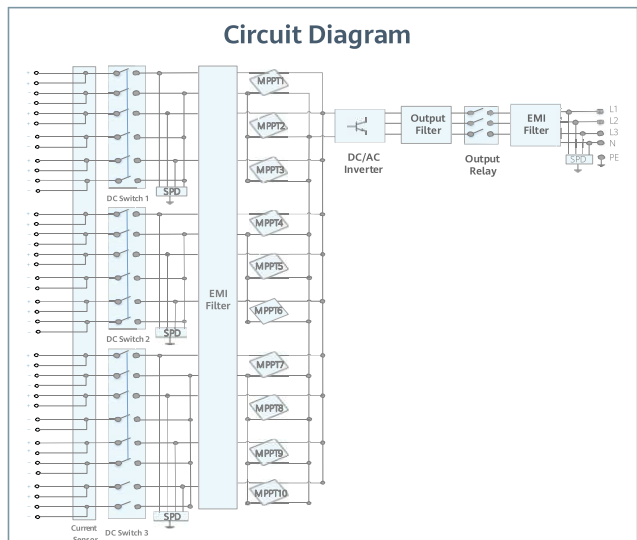 Circuit Diagram
MPPT1
MPPT2
MPPT3
SPD
DC Switch 1
MPPT4
MPPT5
MPPT6
EMI
Filter
SPD
DC Switch 2
MPPT7
MPPT8
MPPT9
MPPT10
SPD
Current
Sensor
DC Switch 3
DC/AC
Inverter
Output
Filter
Output
Relay
EMI
Filter
SPD
L1
L2
L3
N
PE